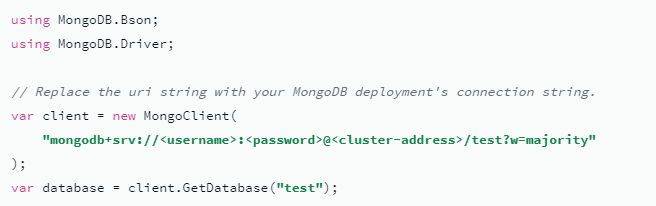 using MongoDB.Bson;
using MongoDB.Driver;
// Replace the uri string with your MongoDB deployment's connection string.
var client = new MongoClient(
"mongodb+srv://<username>:<password>@<cluster-address>/test?w=majority"
);
var database = client.GetDatabase("test");